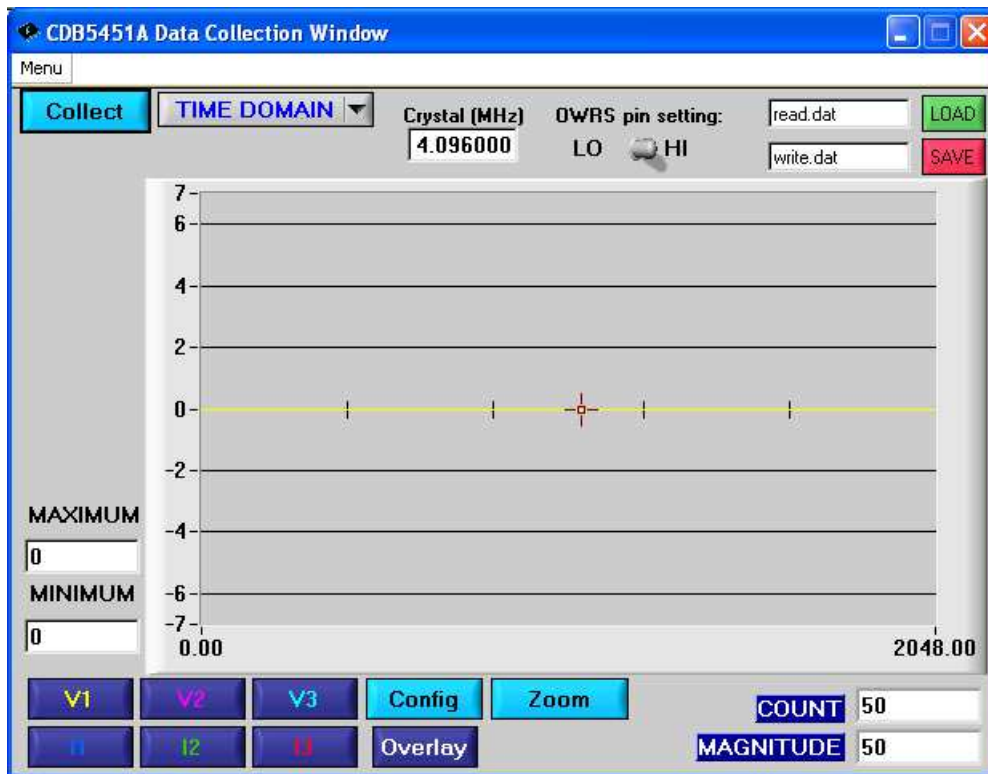 CDB5451A Data Collection Window
Menu
Collect
TIME DOMAIN
Crystal (MHz)
4.096000
OWRS pin setting:
LO HI
read.dat
LOAD
write.dat
SAVE
7
6
4
2
0
-2
-4
-6
-7
0.00
2048.00
MAXIMUM
0
MINIMUM
0
V1
V2
V3
Config
Zoom
COUNT
50
I1
I2
I3
Overlay
MAGNITUDE
50